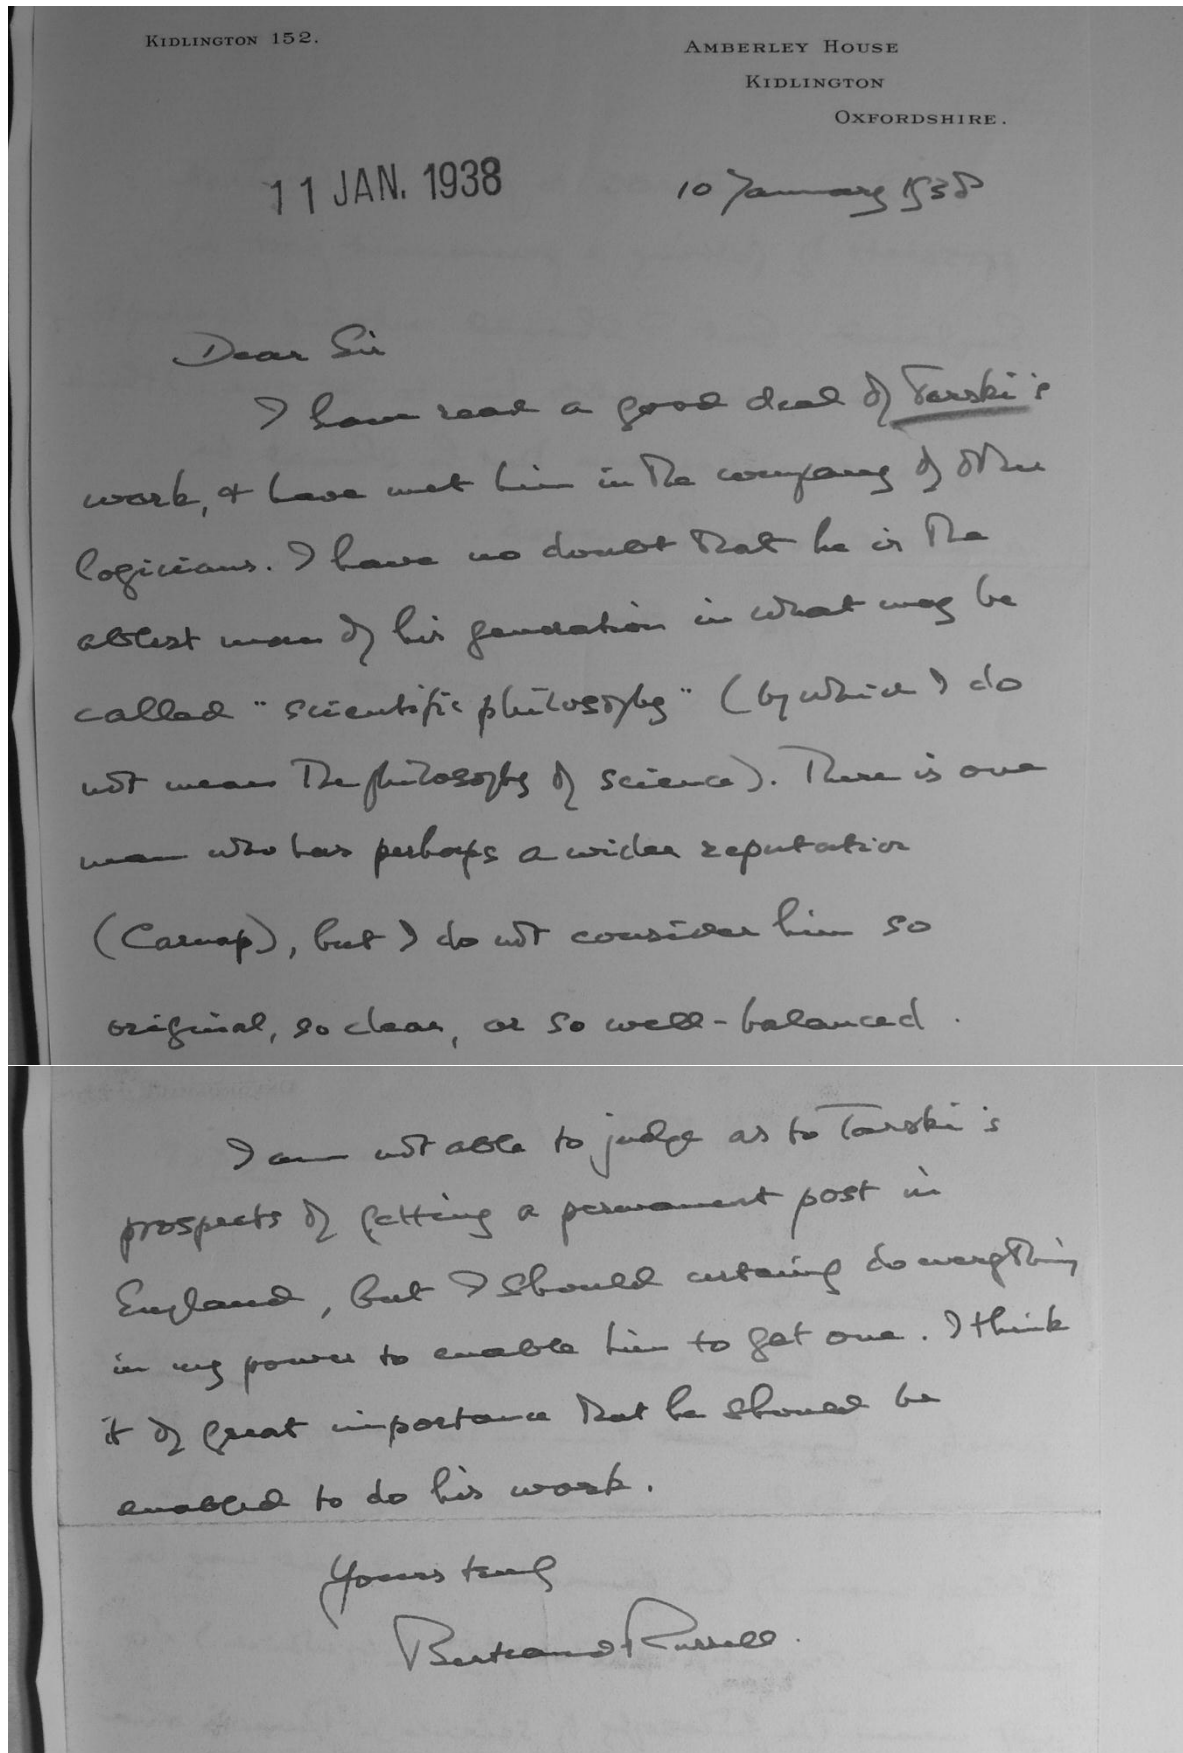 KIDLINGTON 152.
AMBERLEY HOUSE
KIDLINGTON
OXFORDSHIRE.
11 JAN. 1938
10 January 1938
Dear Sir
I have read a good deal of Tarski's
work, & have met him in the company of other
logicians. I have no doubt that he is the
ablest man of his generation in what may be
called "scientific philosophy" (by which I do
not mean the philosophy of science). There is one
man who has perhaps a wider reputation
(Carnap), but I do not consider him so
original, so clear, or so well-balanced.
I am not able to judge as to Tarski's
prospects of getting a permanent post in
England, but I should certainly do everything
in my power to enable him to get one. I think
it of great importance that he should be
enabled to do his work.
Yours truly
Bertrand Russell.